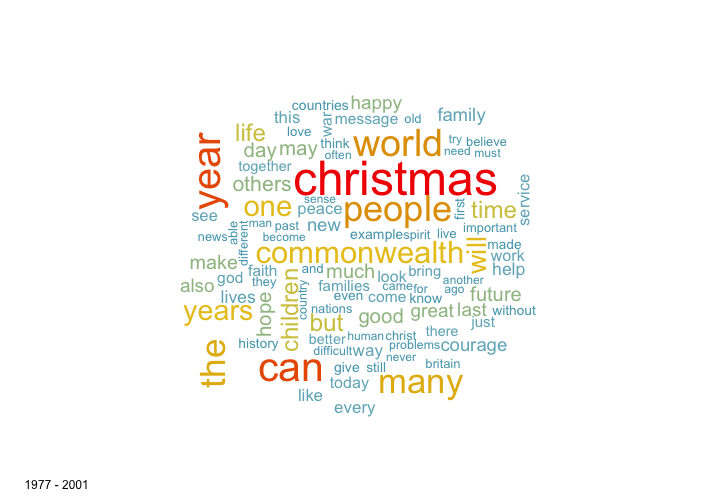 countries happy
this war message old family
life love think world try believe
year day may often need must
together christmas
others sense service
see one peace people first time
able man past new important
news different become examplespirit live made
commonwealth will work
make faith and much look bring another help
god they families came for ago
also lives children country even come know future
years hope nations good great last without
but there just
history better human christ courage
the difficult way problems never
can give still britain
today many
like
every
1977 - 2001